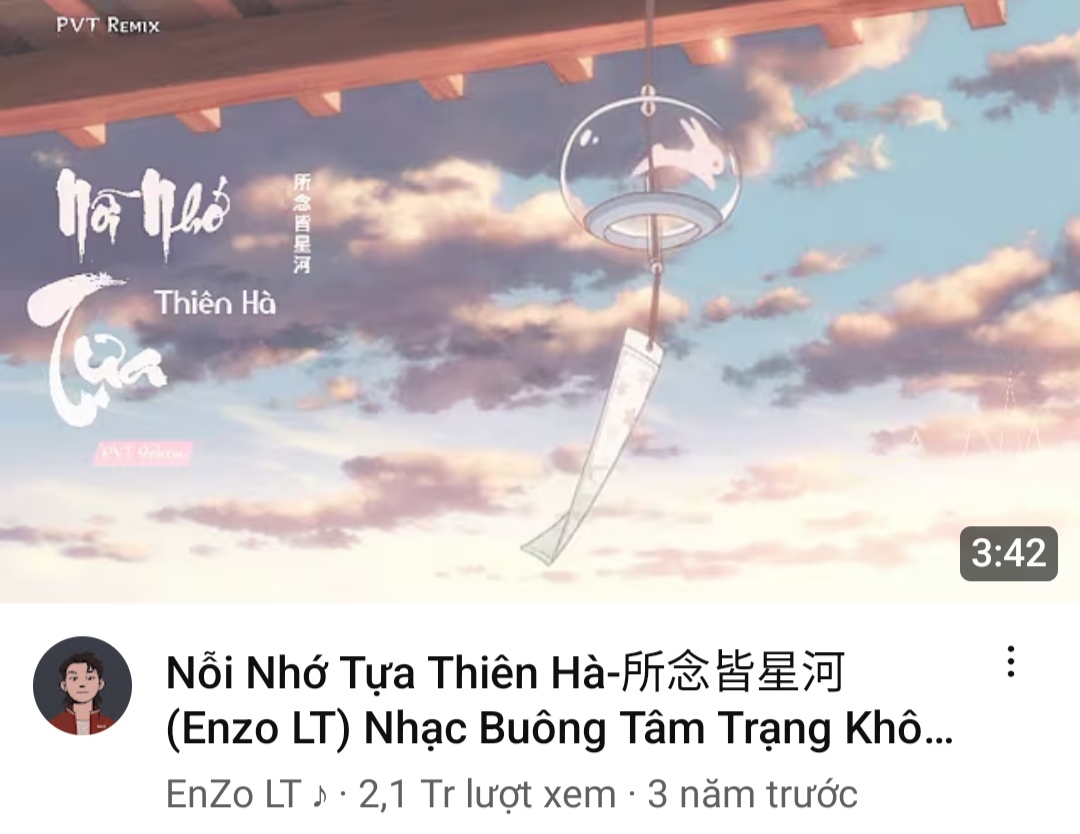 PVT REMIX
Nỗi Nhớ
所念皆星河
Thiên Hà
Tựa
3:42
Nỗi Nhớ Tựa Thiên Hà-所念皆星河
(Enzo LT) Nhạc Buông Tâm Trạng Khô...
EnZo LT ♪ · 2,1 Tr lượt xem · 3 năm trước